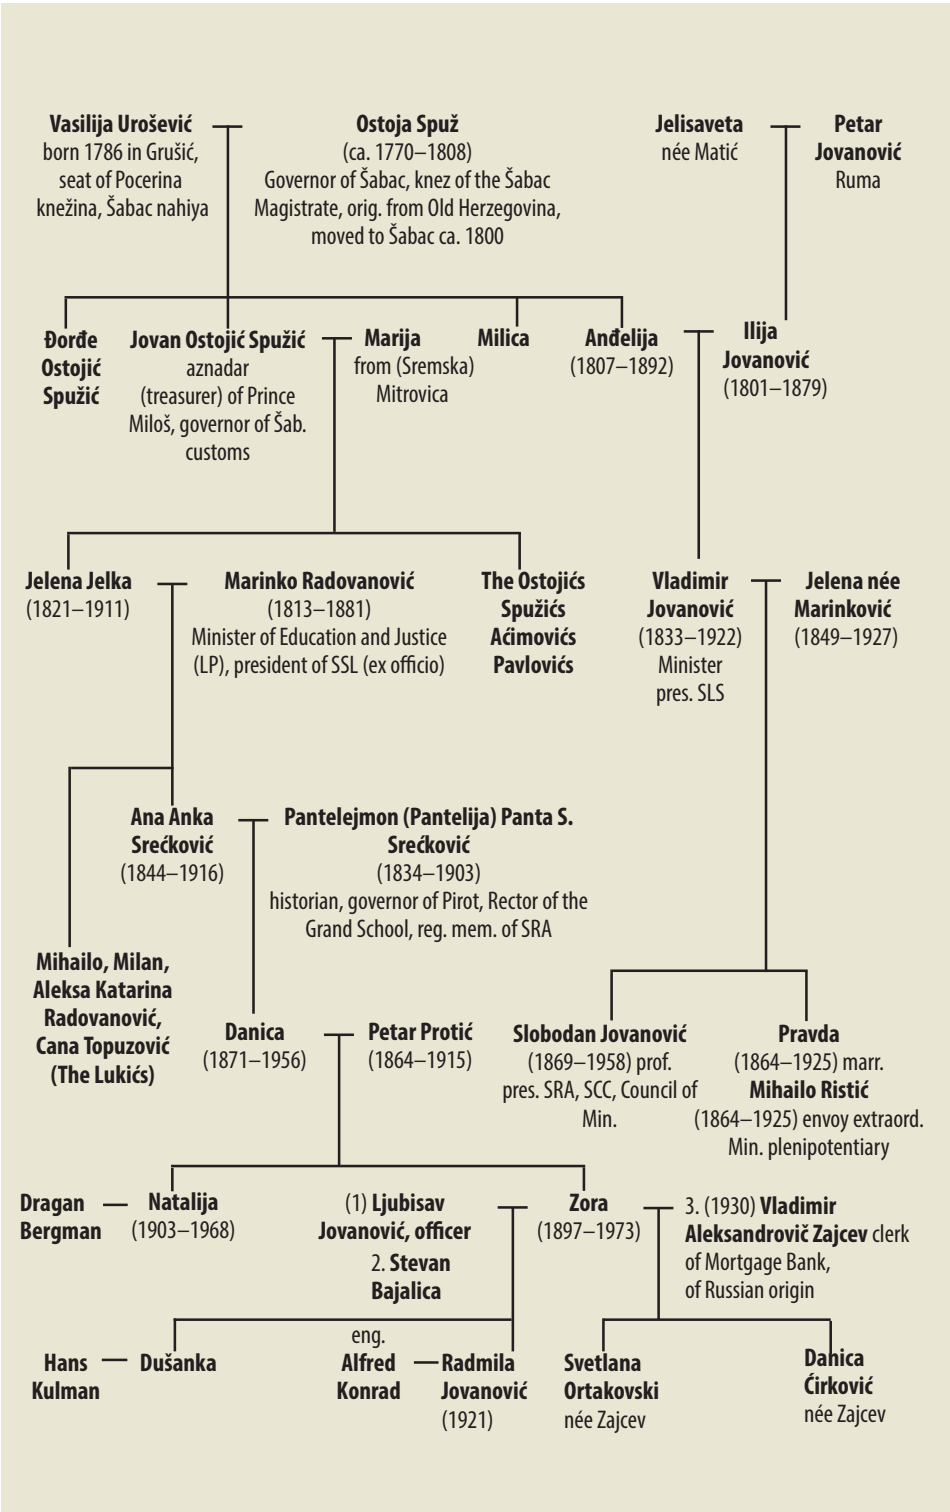 Vasilija Urošević
born 1786 in Grušić,
seat of Pocerina
knežina, Šabac nahiya
Ostoja Spuž
(ca. 1770–1808)
Governor of Šabac, knez of the Šabac
Magistrate, orig. from Old Herzegovina,
moved to Šabac ca. 1800
Jelisaveta
née Matić
Petar
Jovanović
Ruma
Đorđe
Ostojić
Spužić
Jovan Ostojić Spužić
aznadar
(treasurer) of Prince
Miloš, governor of Šab.
customs
Marija
from (Sremska)
Mitrovica
Milica
Anđelija
(1807–1892)
Ilija
Jovanović
(1801–1879)
Jelena Jelka
(1821–1911)
Marinko Radovanović
(1813–1881)
Minister of Education and Justice
(LP), president of SSL (ex officio)
The Ostojićs
Spužićs
Aćimovićs
Pavlovićs
Vladimir
Jovanović
(1833–1922)
Minister
pres. SLS
Jelena née
Marinković
(1849–1927)
Ana Anka
Srećković
(1844–1916)
Pantelejmon (Pantelija) Panta S.
Srećković
(1834–1903)
historian, governor of Pirot, Rector of the
Grand School, reg. mem. of SRA
Mihailo, Milan,
Aleksa Katarina
Radovanović,
Cana Topuzović
(The Lukićs)
Danica
(1871–1956)
Petar Protić
(1864–1915)
Slobodan Jovanović
(1869–1958) prof.
pres. SRA, SCC, Council of
Min.
Pravda
(1864–1925) marr.
Mihailo Ristić
(1864–1925) envoy extraord.
Min. plenipotentiary
Dragan
Bergman
Natalija
(1903–1968)
(1) Ljubisav
Jovanović, officer
2. Stevan
Bajalica
Zora
(1897–1973)
3. (1930) Vladimir
Aleksandrovič Zajcev clerk
of Mortgage Bank,
of Russian origin
Hans
Kulman
Dušanka
eng.
Alfred
Konrad
Radmila
Jovanović
(1921)
Svetlana
Ortakovski
née Zajcev
Danica
Ćirković
née Zajcev